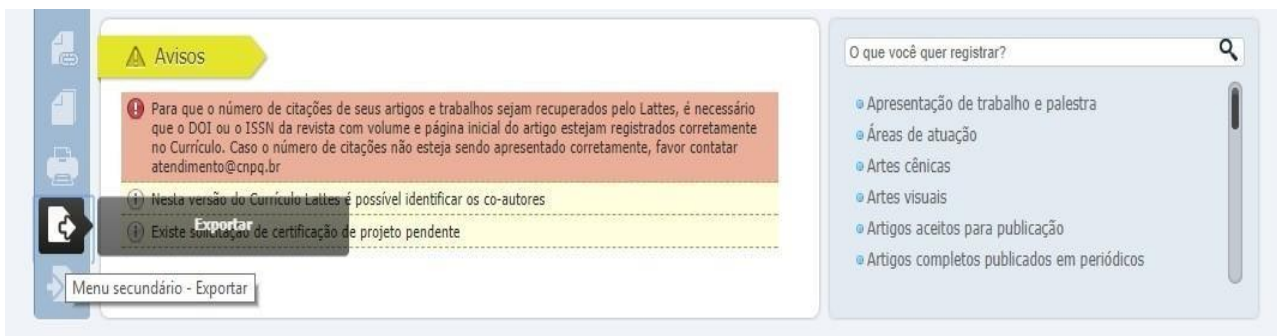 Avisos
Para que o número de citações de seus artigos e trabalhos sejam recuperados pelo Lattes, é necessário
que o DOI ou o ISSN da revista com volume e página inicial do artigo estejam registrados corretamente
no Currículo. Caso o número de citações não esteja sendo apresentado corretamente, favor contatar
atendimento@cnpq.br
Nesta versão do Currículo Lattes é possível identificar os co-autores
Existe solicitação de certificação de projeto pendente
Exportar
Menu secundário - Exportar
O que você quer registrar?
Apresentação de trabalho e palestra
Áreas de atuação
Artes cênicas
Artes visuais
Artigos aceitos para publicação
Artigos completos publicados em periódicos